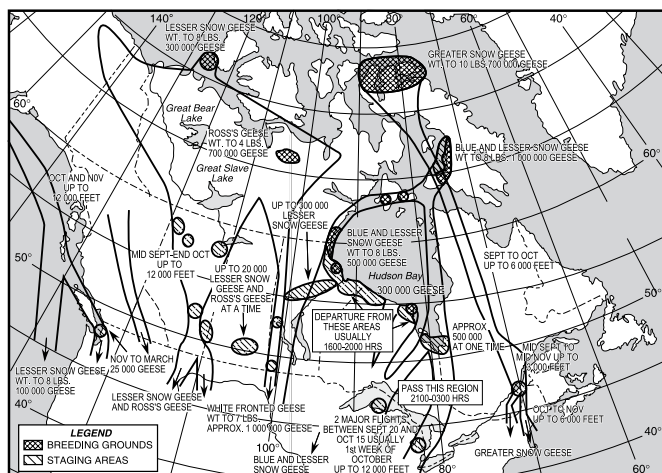 140°
120°
100°
80°
60°
40°
LESSER SNOW GEESE
WT. TO 8 LBS.
300 000 GEESE
GREATER SNOW GEESE
WT. TO 10 LBS. 700 000 GEESE
60°
60°
Great Bear
Lake
ROSS'S GEESE
WT. TO 4 LBS.
700 000 GEESE
BLUE AND LESSER SNOW GEESE
WT TO 8 LBS. 1 000 000 GEESE
Great Slave
Lake
OCT AND NOV
UP TO
12 000 FEET
UP TO 300 000
LESSER
SNOW GEESE
BLUE AND LESSER
SNOW GEESE
WT TO 8 LBS.
500 000 GEESE
Hudson Bay
300 000 GEESE
MID SEPT-END OCT
UP TO
12 000 FEET
UP TO 20 000
LESSER SNOW
GEESE AND
ROSS'S GEESE
AT A TIME
SEPT TO OCT
UP TO 6 000 FEET
50°
50°
DEPARTURE FROM
THESE AREAS
USUALLY
1600-2000 HRS
APPROX
500 000
AT ONE TIME
MID SEPT TO
MID NOV UP TO
NOV TO MARCH
25 000 GEESE
PASS THIS REGION
2100-0300 HRS
LESSER SNOW GEESE
WT. TO 8 LBS.
100 000 GEESE
LESSER SNOW GEESE
AND ROSS'S GEESE
WHITE FRONTED GEESE
WT TO 7 LBS.
APPROX. 1 000 000 GEESE
OCT TO NOV
UP TO 6 000 FEET
40°
40°
2 MAJOR FLIGHTS
BETWEEN SEPT 20 AND
OCT 15 USUALLY
1st WEEK OF
OCTOBER
UP TO 12 000 FEET
GREATER SNOW GEESE
LEGEND
BREEDING GROUNDS
STAGING AREAS
100°
BLUE AND LESSER
SNOW GEESE
80°
60°